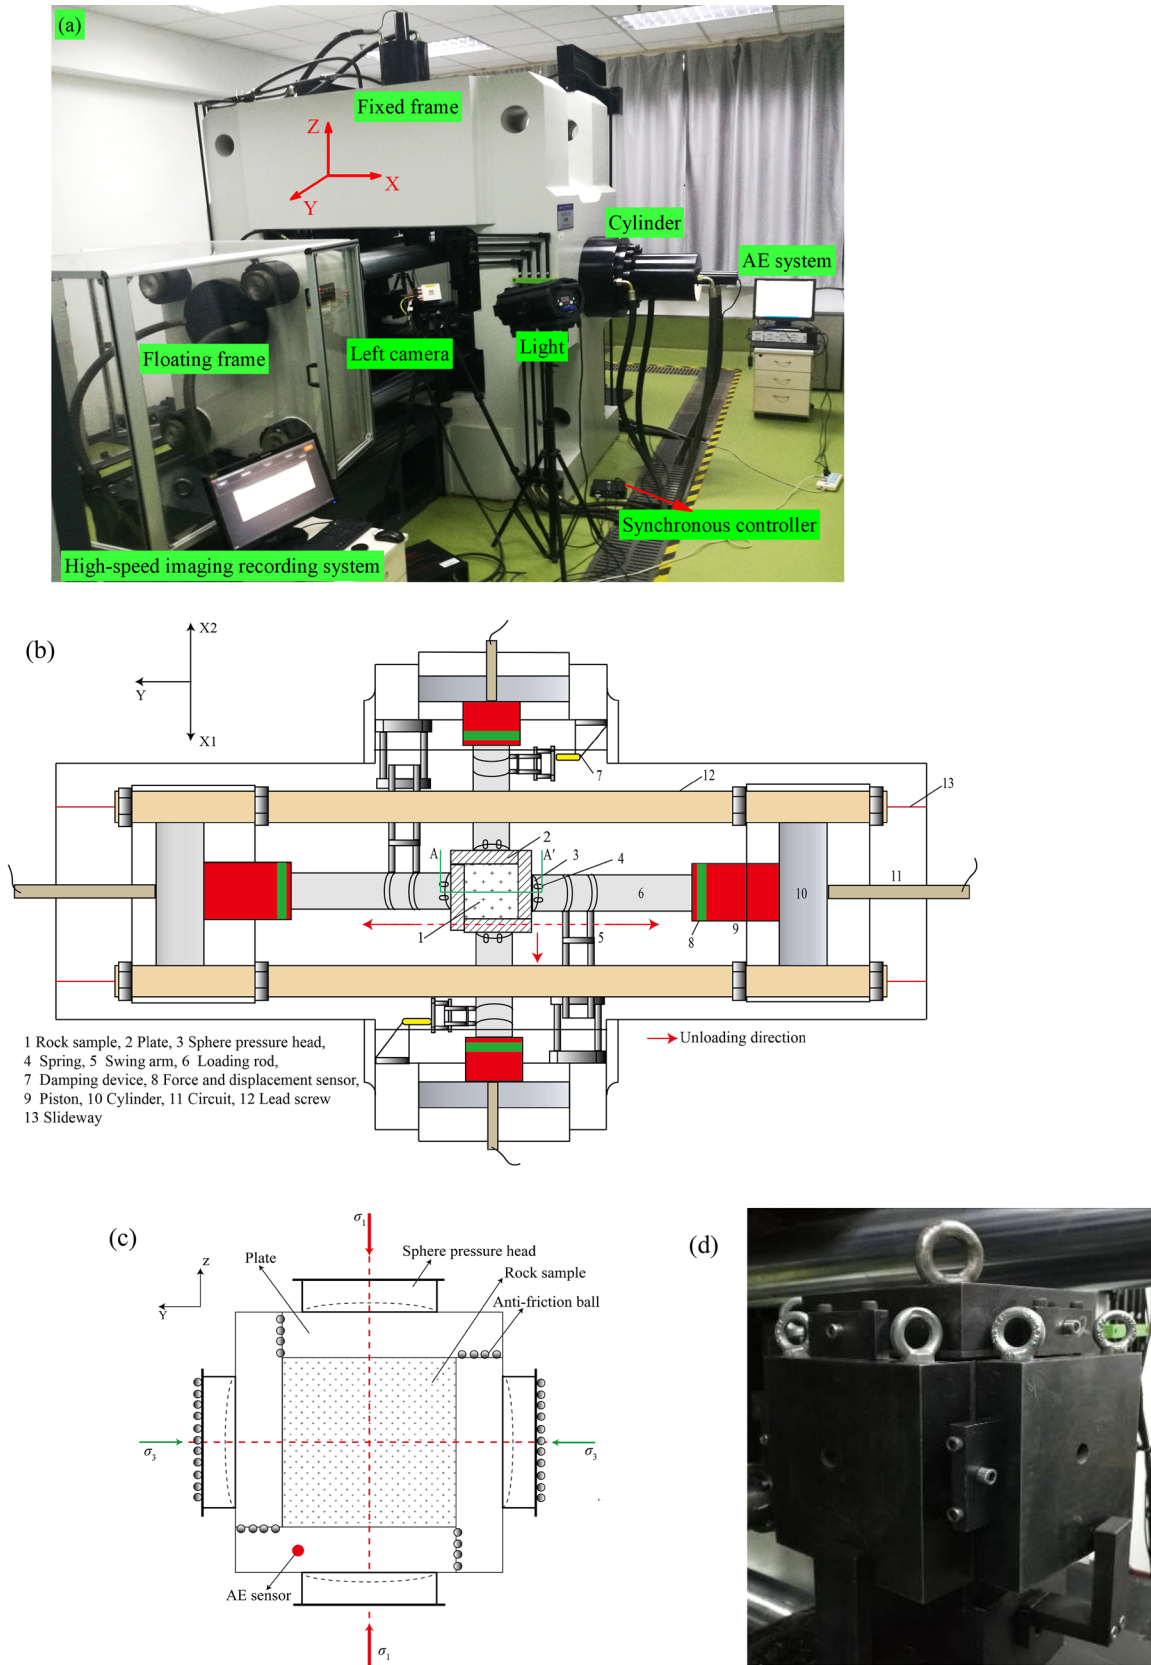 (a)
Fixed frame
Z
X
Y
Cylinder
AE system
Floating frame
Left camera
Light
Synchronous controller
High-speed imaging recording system
(b)
X2
Y
X1
7
12
13
2
A
A′
3
4
6
10
11
1
5
8
9
Unloading direction
1 Rock sample, 2 Plate, 3 Sphere pressure head,
4 Spring, 5 Swing arm, 6 Loading rod,
7 Damping device, 8 Force and displacement sensor,
9 Piston, 10 Cylinder, 11 Circuit, 12 Lead screw
13 Slideway
(c)
σ1
Z
Y
Plate
Sphere pressure head
Rock sample
Anti-friction ball
σ3
σ3
AE sensor
σ1
(d)